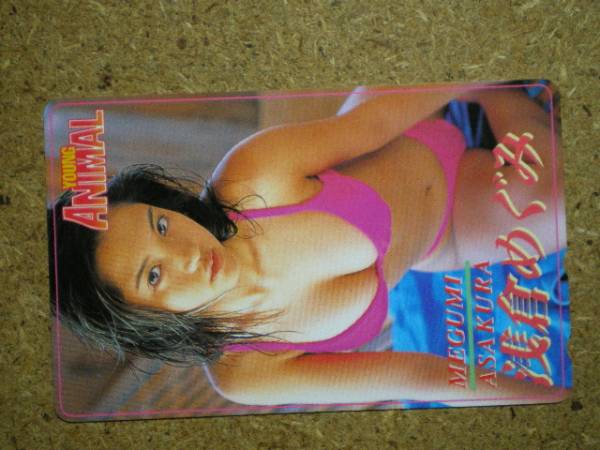 YOUNG
ANIMAL
MEGUMI
ASAKURA
浅倉めぐみ